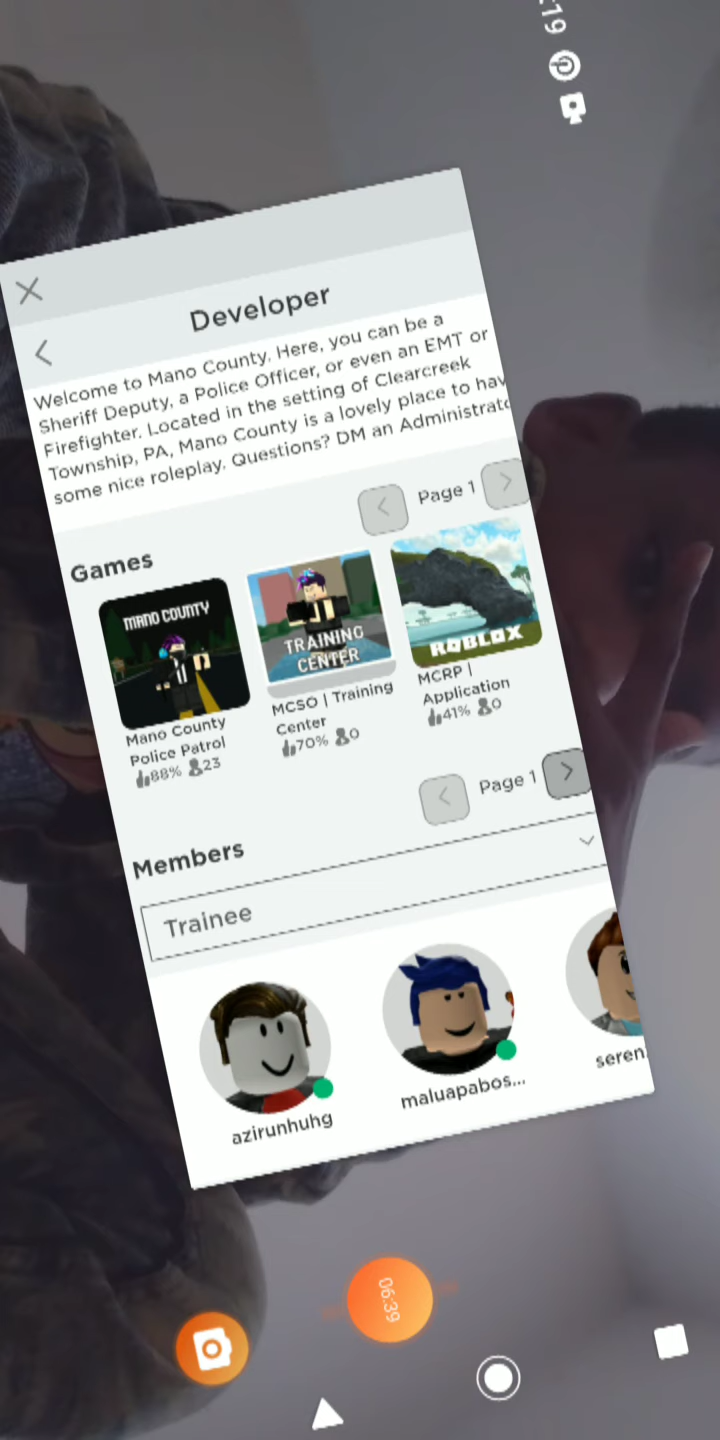 :19
Developer
Welcome to Mano County. Here, you can be a
Sheriff Deputy, a Police Officer, or even an EMT or
Firefighter. Located in the setting of Clearcreek
Township, PA, Mano County is a lovely place to hav
some nice roleplay. Questions? DM an Administrato
Page 1
Games
MANO COUNTY
TRAINING
CENTER
ROBLOX
Mano County
Police Patrol
88% 23
MCSO | Training
Center
70% 0
MCRP |
Application
41% 0
Page 1
Members
Trainee
azirunhuhg
maluapabos...
seren
06:39